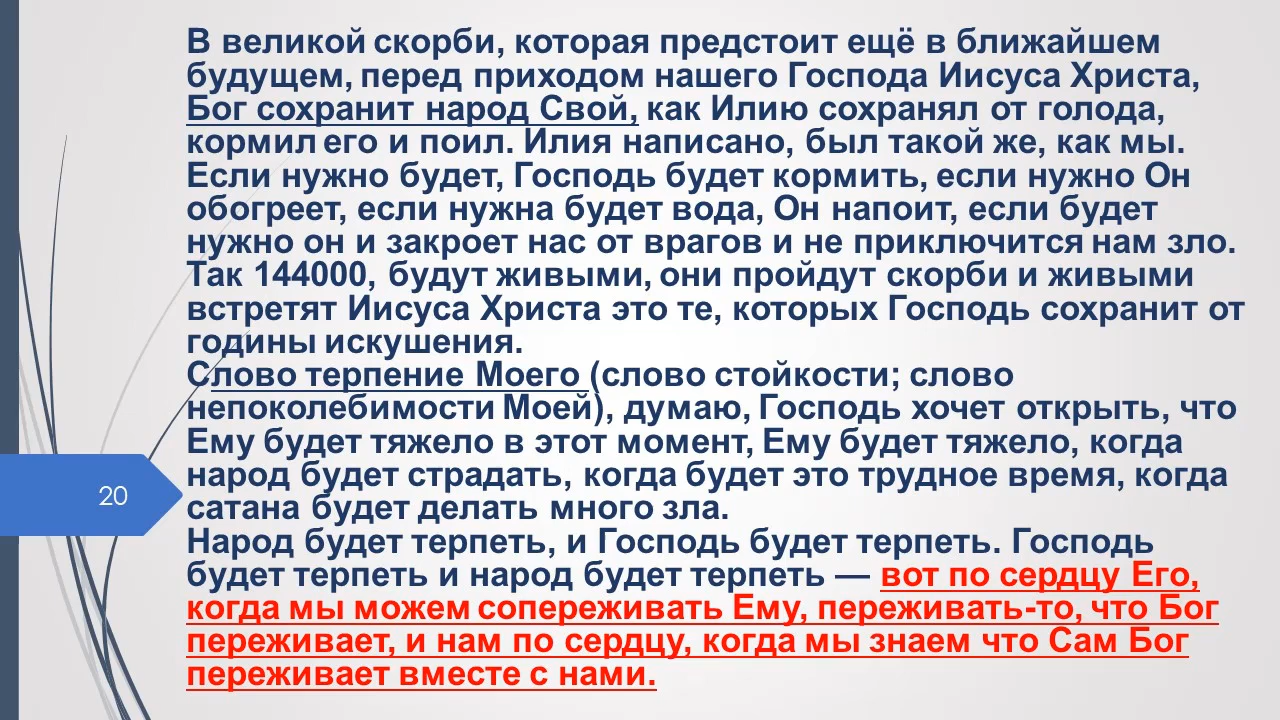 В великой скорби, которая предстоит ещё в ближайшем
будущем, перед приходом нашего Господа Иисуса Христа,
Бог сохранит народ Свой, как Илию сохранял от голода,
кормил его и поил. Илия написано, был такой же, как мы.
Если нужно будет, Господь будет кормить, если нужно Он
обогреет, если нужна будет вода, Он напоит, если будет
нужно он и закроет нас от врагов и не приключится нам зло.
Так 144000, будут живыми, они пройдут скорби и живыми
встретят Иисуса Христа это те, которых Господь сохранит от
годины искушения.
Слово терпение Моего (слово стойкости; слово
непоколебимости Моей), думаю, Господь хочет открыть, что
Ему будет тяжело в этот момент, Ему будет тяжело, когда
народ будет страдать, когда будет это трудное время, когда
сатана будет делать много зла.
Народ будет терпеть, и Господь будет терпеть. Господь
будет терпеть и народ будет терпеть — вот по сердцу Его,
когда мы можем сопереживать Ему, переживать-то, что Бог
переживает, и нам по сердцу, когда мы знаем что Сам Бог
переживает вместе с нами.
20